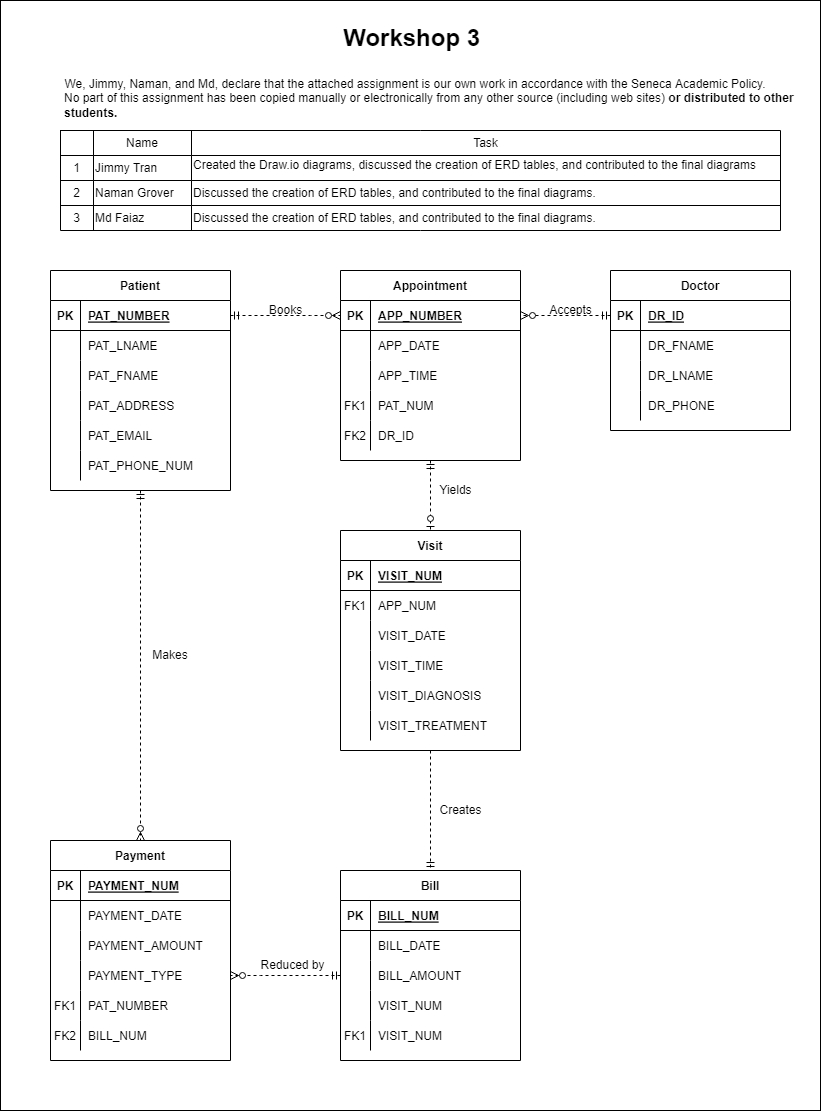 Workshop 3
We, Jimmy, Naman, and Md, declare that the attached assignment is our own work in accordance with the Seneca Academic Policy.
No part of this assignment has been copied manually or electronically from any other source (including web sites) or distributed to other
students.
Name Task
1 Jimmy Tran Created the Draw.io diagrams, discussed the creation of ERD tables, and contributed to the final diagrams
2 Naman Grover Discussed the creation of ERD tables, and contributed to the final diagrams.
3 Md Faiaz Discussed the creation of ERD tables, and contributed to the final diagrams.
Patient
PK PAT_NUMBER
PAT_LNAME
PAT_FNAME
PAT_ADDRESS
PAT_EMAIL
PAT_PHONE_NUM
Books
Appointment
PK APP_NUMBER
APP_DATE
APP_TIME
FK1 PAT_NUM
FK2 DR_ID
Accepts
Doctor
PK DR_ID
DR_FNAME
DR_LNAME
DR_PHONE
Yields
Visit
PK VISIT_NUM
FK1 APP_NUM
VISIT_DATE
VISIT_TIME
VISIT_DIAGNOSIS
VISIT_TREATMENT
Makes
Creates
Payment
PK PAYMENT_NUM
PAYMENT_DATE
PAYMENT_AMOUNT
PAYMENT_TYPE
FK1 PAT_NUMBER
FK2 BILL_NUM
Reduced by
Bill
PK BILL_NUM
BILL_DATE
BILL_AMOUNT
VISIT_NUM
FK1 VISIT_NUM